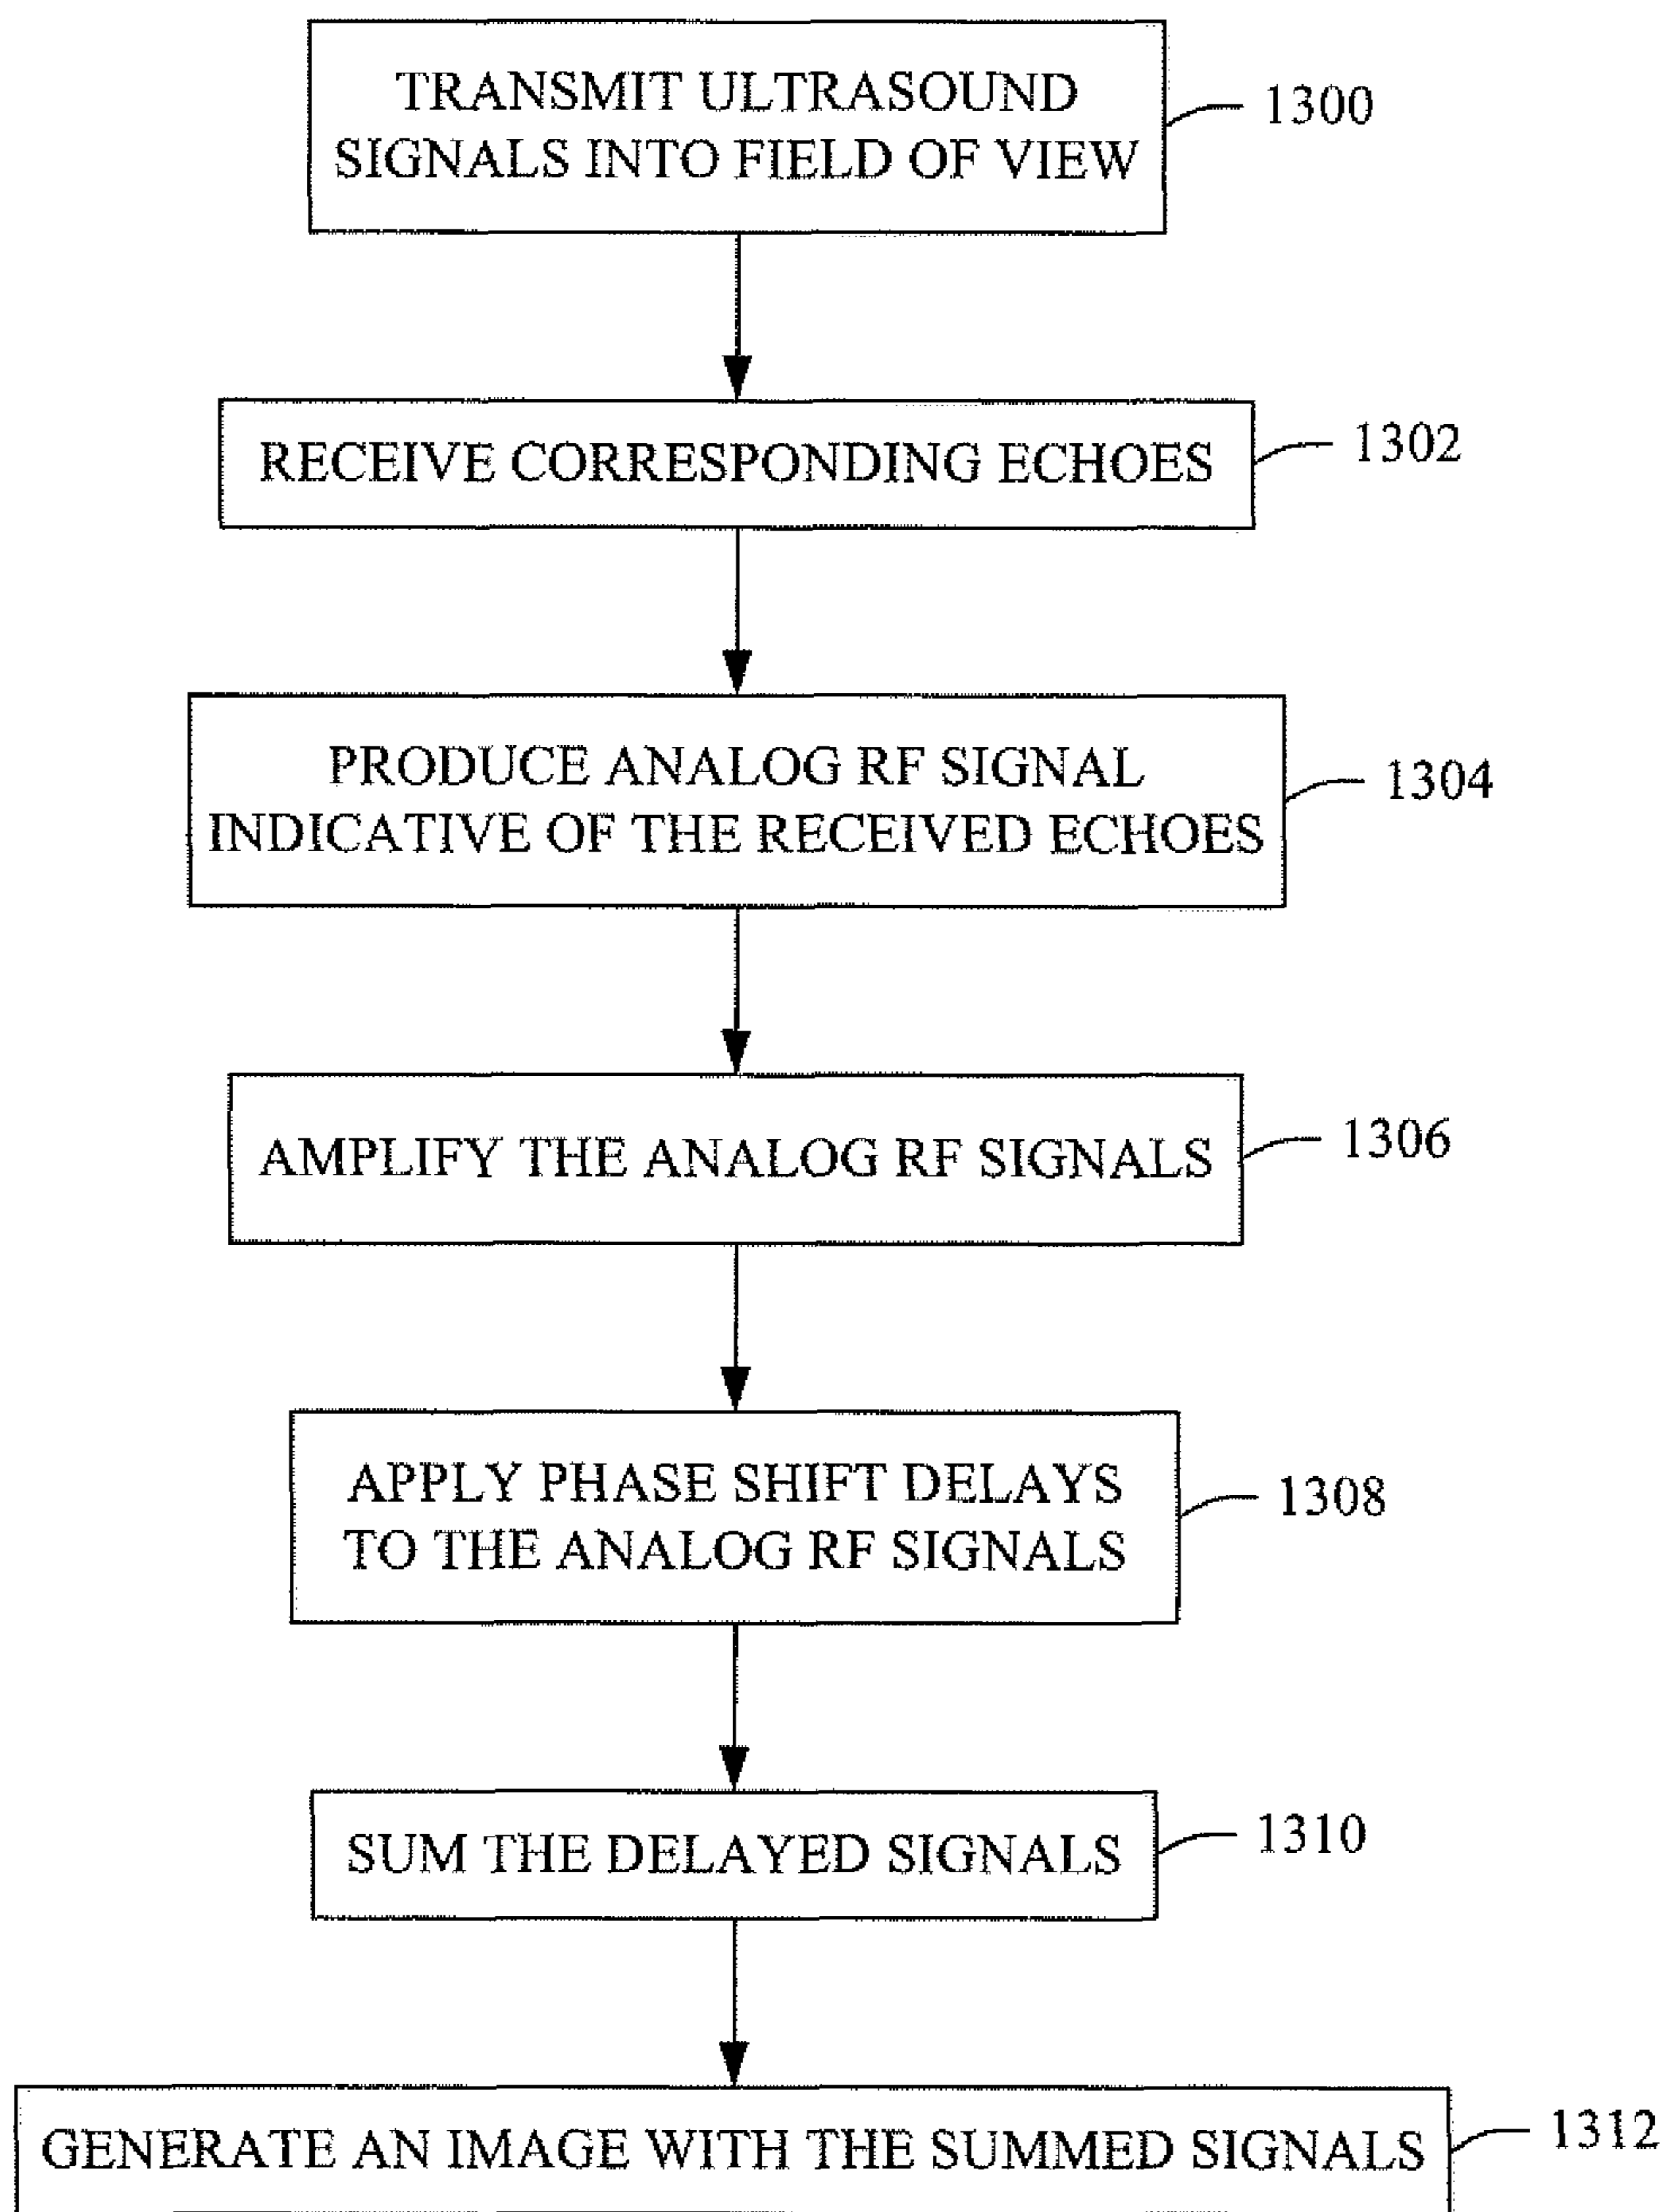 TRANSMIT ULTRASOUND
SIGNALS INTO FIELD OF VIEW
1300
RECEIVE CORRESPONDING ECHOES
1302
PRODUCE ANALOG RF SIGNAL
INDICATIVE OF THE RECEIVED ECHOES
1304
AMPLIFY THE ANALOG RF SIGNALS
1306
APPLY PHASE SHIFT DELAYS
TO THE ANALOG RF SIGNALS
1308
SUM THE DELAYED SIGNALS
1310
GENERATE AN IMAGE WITH THE SUMMED SIGNALS
1312